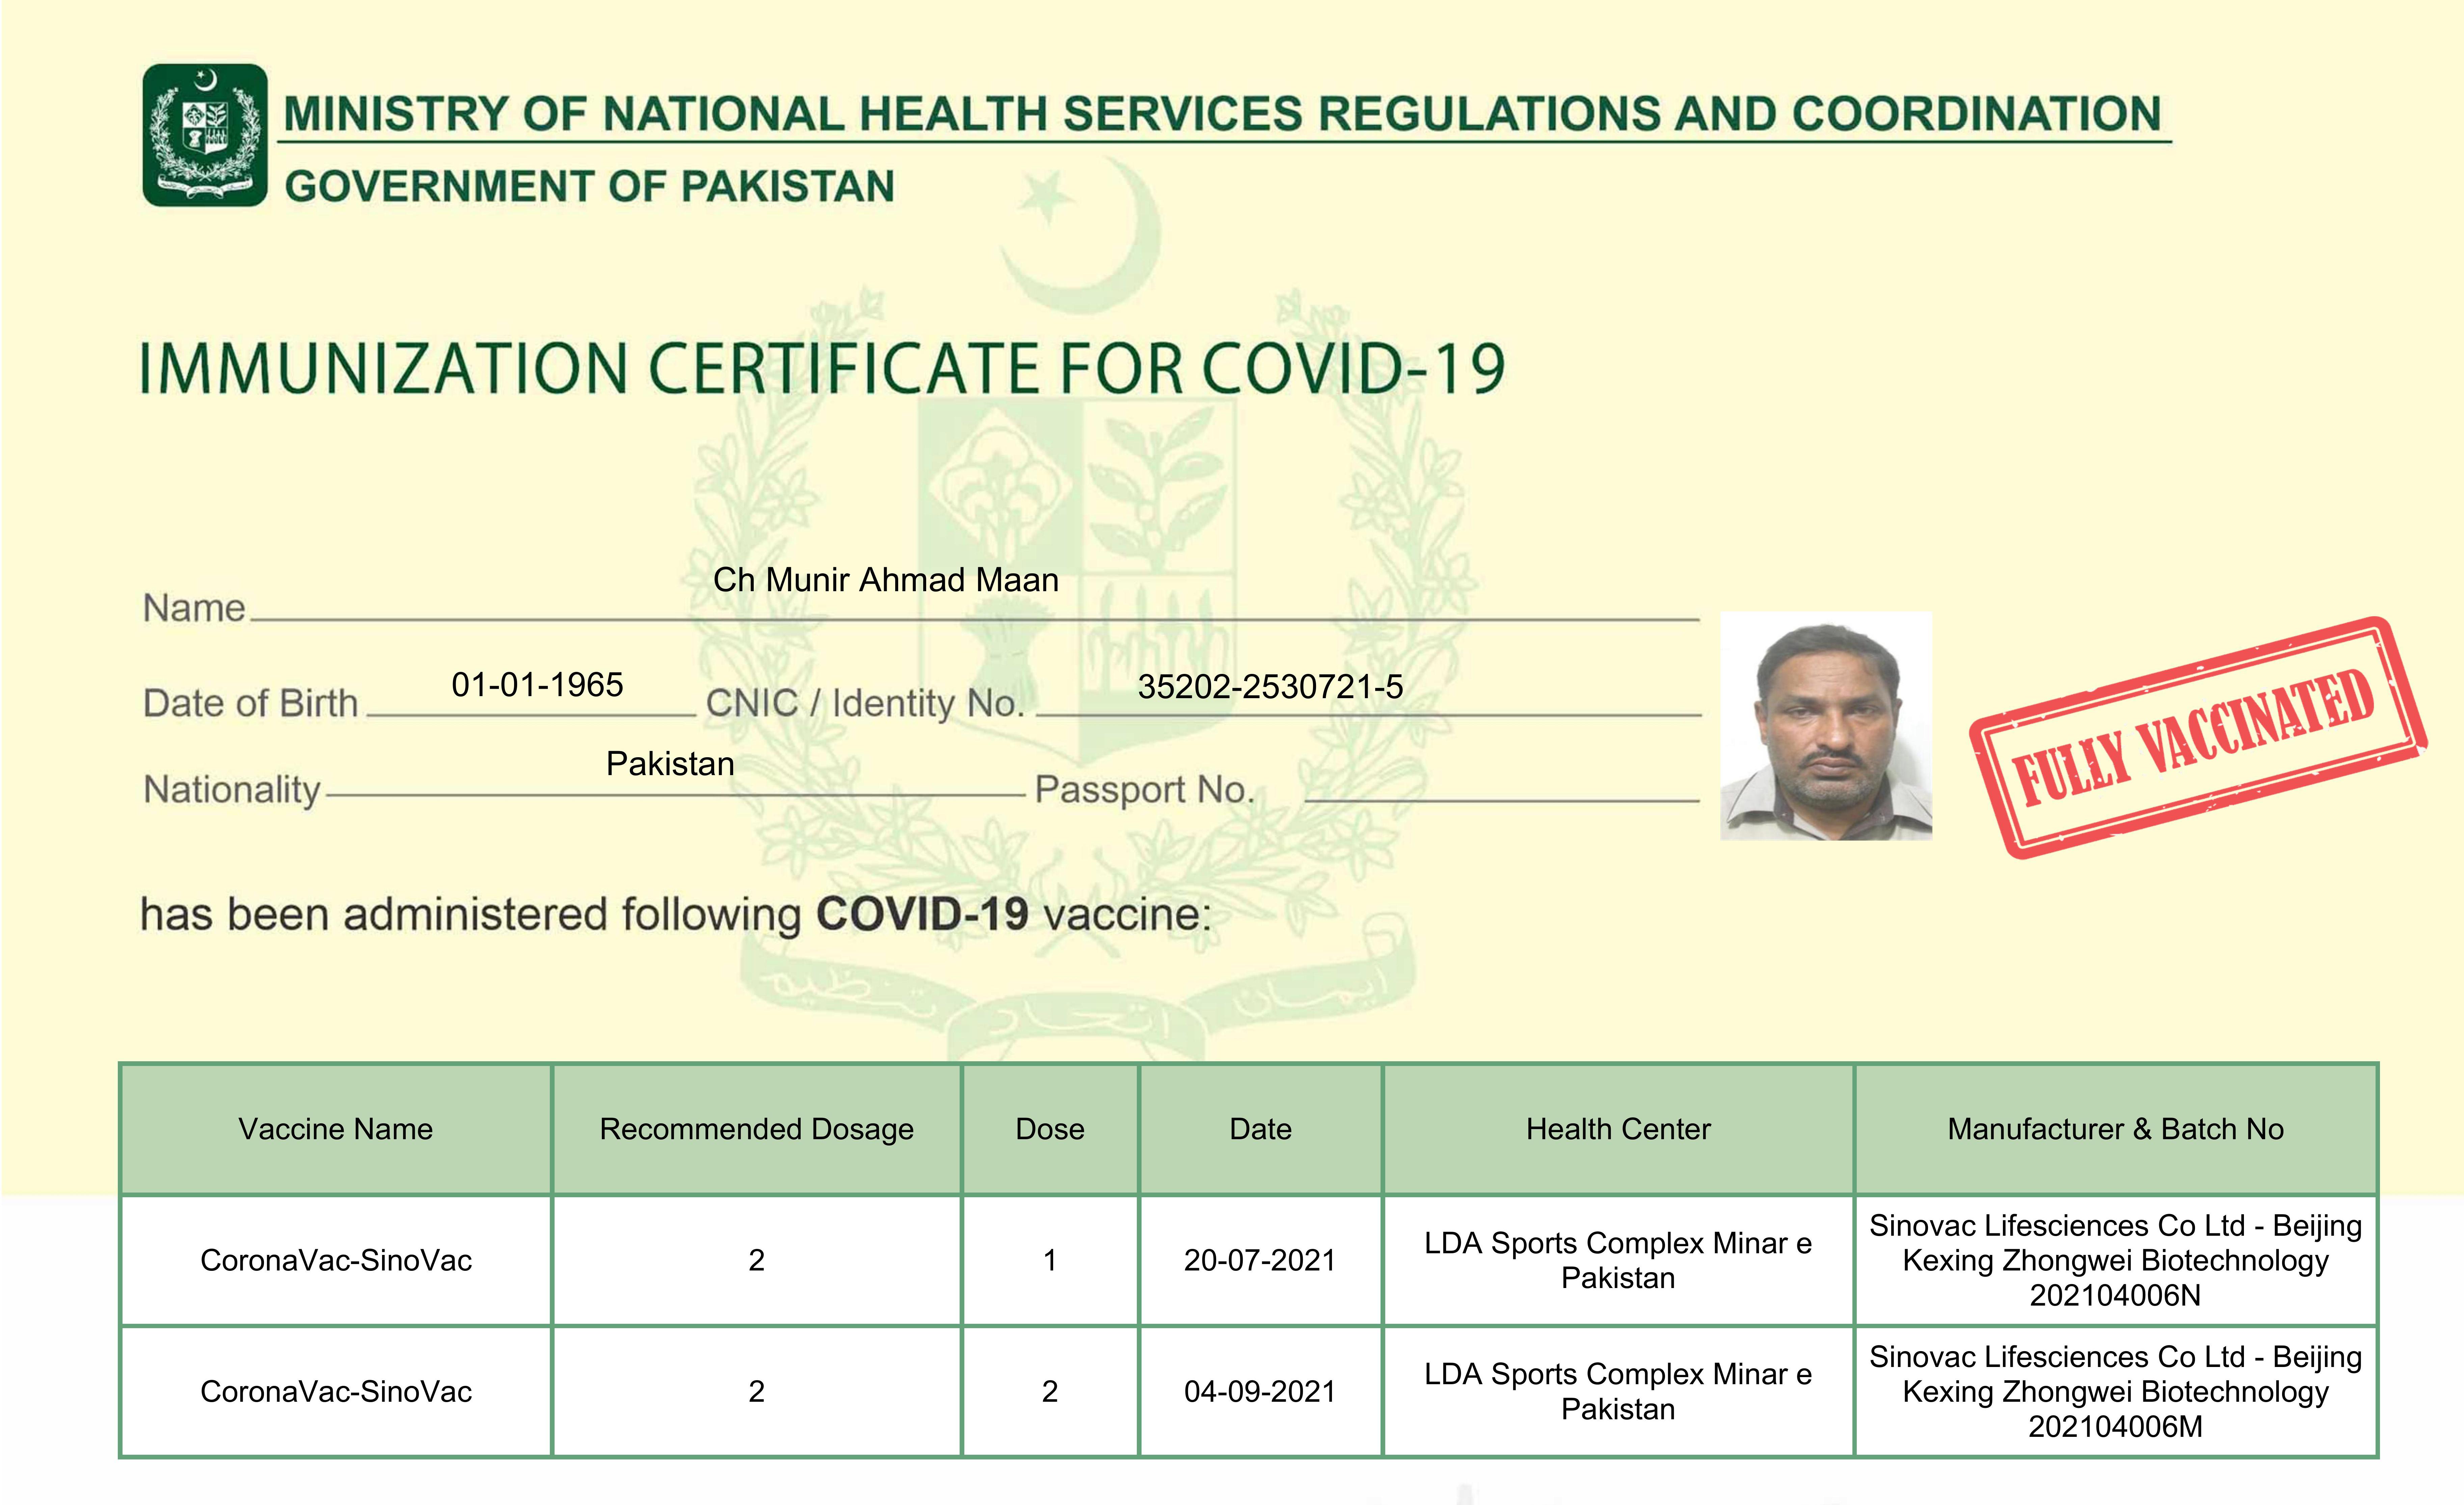 MINISTRY OF NATIONAL HEALTH SERVICES REGULATIONS AND COORDINATION
GOVERNMENT OF PAKISTAN
IMMUNIZATION CERTIFICATE FOR COVID-19
Name Ch Munir Ahmad Maan
Date of Birth 01-01-1965 CNIC / Identity No. 35202-2530721-5
Nationality Pakistan Passport No.
FULLY VACCINATED
has been administered following COVID-19 vaccine:
ایمان اتحاد تنظیم
Vaccine Name Recommended Dosage Dose Date Health Center Manufacturer & Batch No
CoronaVac-SinoVac 2 1 20-07-2021 LDA Sports Complex Minar e Pakistan Sinovac Lifesciences Co Ltd - Beijing Kexing Zhongwei Biotechnology 202104006N
CoronaVac-SinoVac 2 2 04-09-2021 LDA Sports Complex Minar e Pakistan Sinovac Lifesciences Co Ltd - Beijing Kexing Zhongwei Biotechnology 202104006M